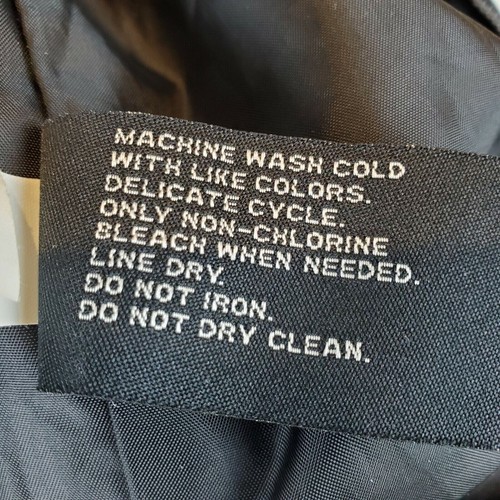 MACHINE WASH COLD
WITH LIKE COLORS.
DELICATE CYCLE.
ONLY NON-CHLORINE
BLEACH WHEN NEEDED.
LINE DRY.
DO NOT IRON.
DO NOT DRY CLEAN.